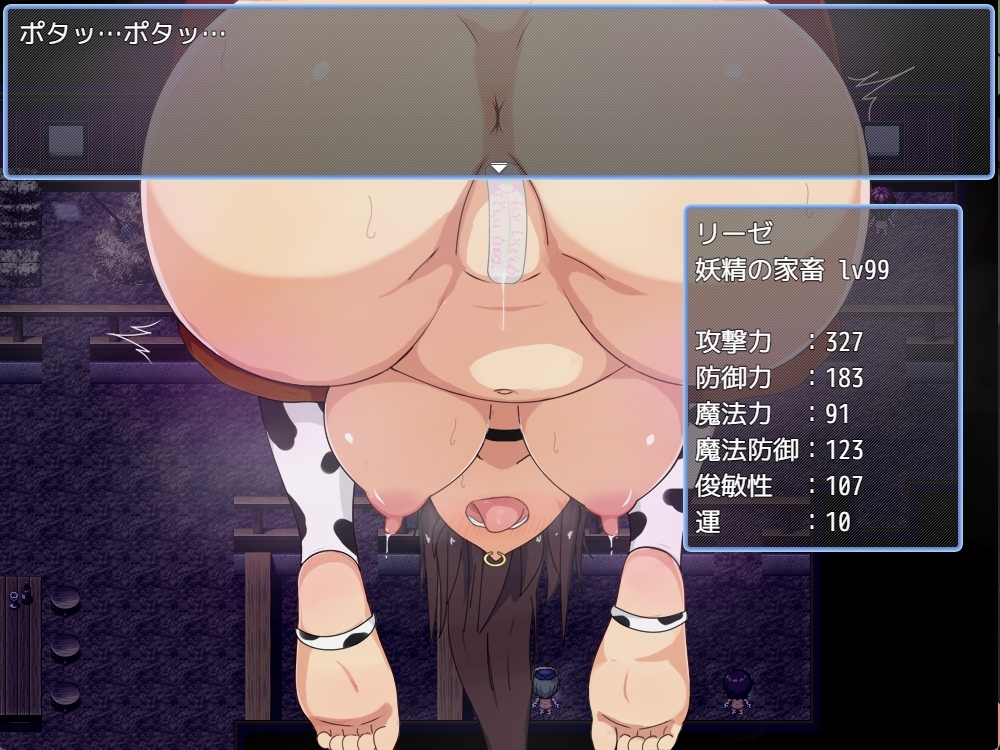 ポタッ…ポタッ…
リーゼ
妖精の家畜 lv99
攻撃力 : 327
防御力 : 183
魔法力 : 91
魔法防御 : 123
俊敏性 : 107
運 : 10